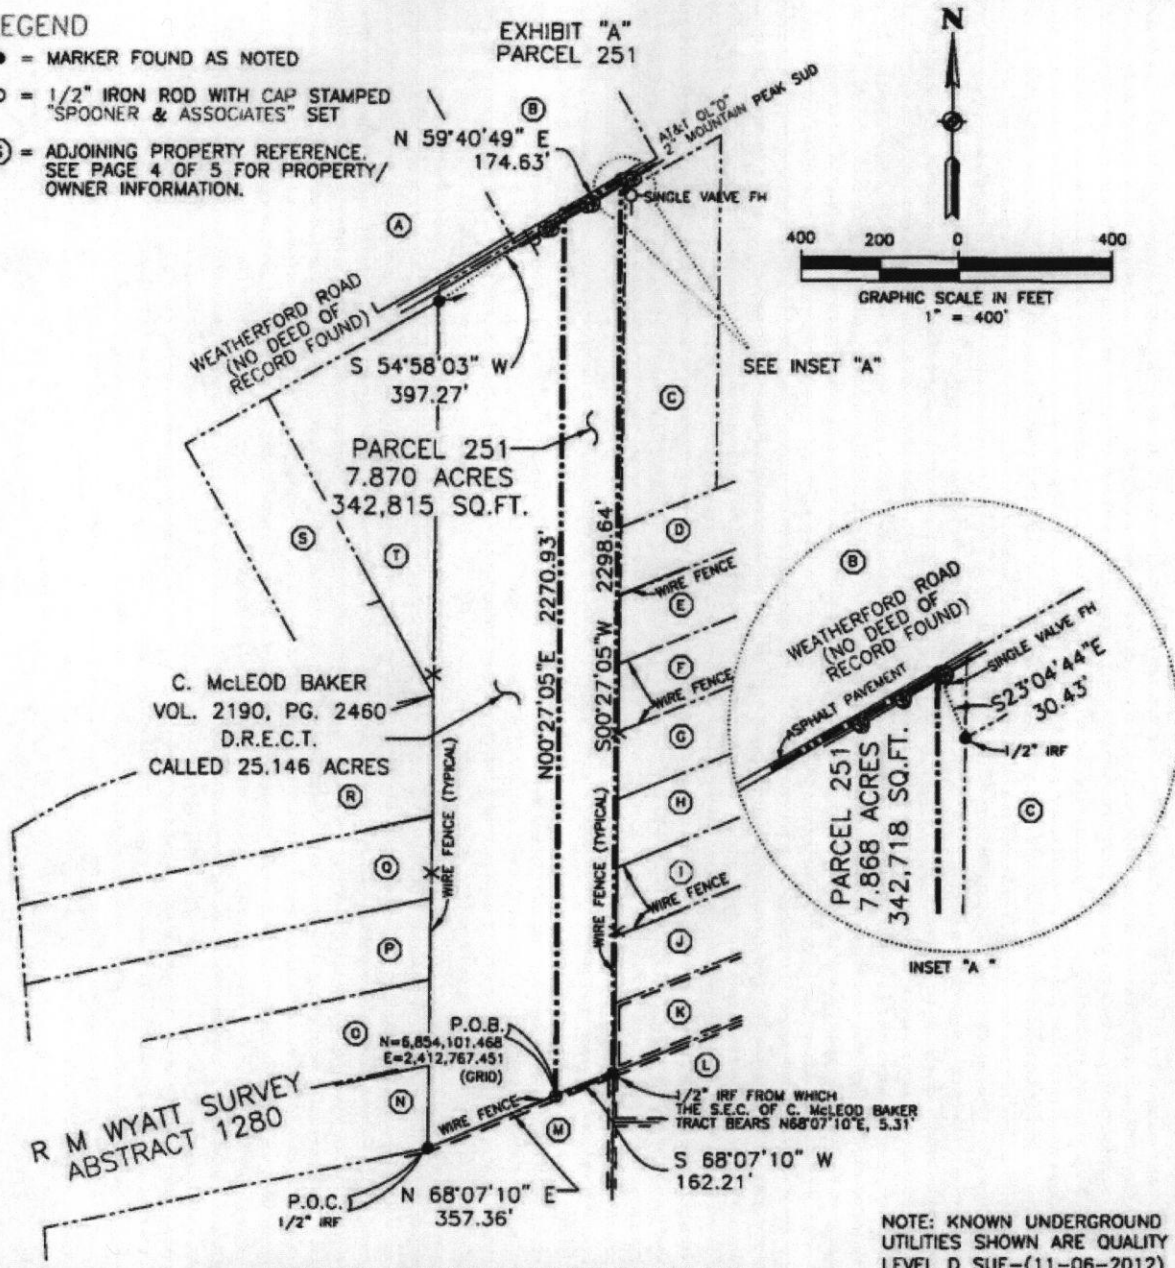 EGEND
= MARKER FOUND AS NOTED
= 1/2" IRON ROD WITH CAP STAMPED
"SPOONER & ASSOCIATES" SET
= ADJOINING PROPERTY REFERENCE.
SEE PAGE 4 OF 5 FOR PROPERTY/
OWNER INFORMATION.
EXHIBIT "A"
PARCEL 251
N
400 200 0 400
GRAPHIC SCALE IN FEET
1" = 400'
B
N 59°40'49" E
174.63'
AT&T QL"D"
2" MOUNTAIN PEAK SUD
SINGLE VALVE FH
A
WEATHERFORD ROAD
(NO DEED OF
RECORD FOUND)
S 54°58'03" W
397.27'
SEE INSET "A"
C
PARCEL 251
7.870 ACRES
342,815 SQ.FT.
S
T
N00°27'05"E 2270.93'
S00°27'05"W 2298.64'
D
WIRE FENCE
E
F
WIRE FENCE
G
H
I
WIRE FENCE
J
K
L
B
WEATHERFORD ROAD
(NO DEED OF
RECORD FOUND)
ASPHALT PAVEMENT
SINGLE VALVE FH
S23°04'44"E
30.43'
1/2" IRF
C
PARCEL 251
7.868 ACRES
342,718 SQ.FT.
INSET "A "
C. McLEOD BAKER
VOL. 2190, PG. 2460
D.R.E.C.T.
CALLED 25.146 ACRES
R
Q
P
O
N
M
WIRE FENCE (TYPICAL)
WIRE FENCE (TYPICAL)
P.O.B.
N=6,854,101.468
E=2,412,767.451
(GRID)
R M WYATT SURVEY
ABSTRACT 1280
WIRE FENCE
1/2" IRF FROM WHICH
THE S.E.C. OF C. McLEOD BAKER
TRACT BEARS N68°07'10"E, 5.31'
S 68°07'10" W
162.21'
P.O.C.
1/2" IRF
N 68°07'10" E
357.36'
NOTE: KNOWN UNDERGROUND
UTILITIES SHOWN ARE QUALITY
LEVEL D SUE-(11-06-2012)